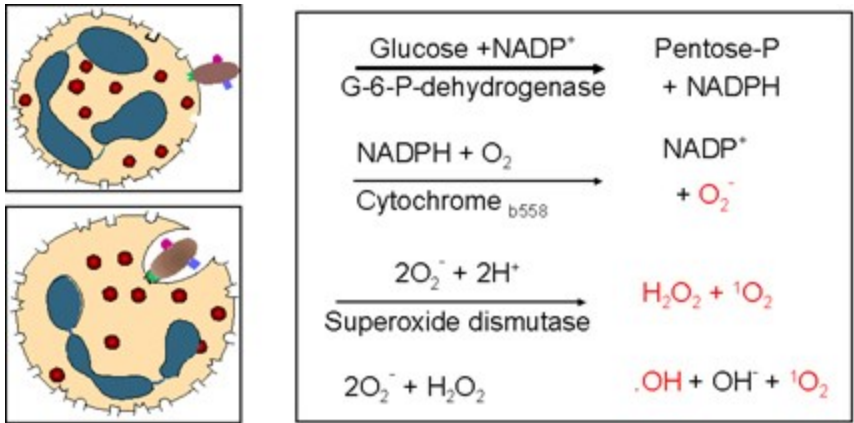 Glucose +NADP⁺ Pentose-P
G-6-P-dehydrogenase + NADPH
NADPH + O₂ NADP⁺
Cytochrome b558 + O₂⁻
2O₂⁻ + 2H⁺ H₂O₂ + ¹O₂
Superoxide dismutase
2O₂⁻ + H₂O₂ .OH + OH⁻ + ¹O₂